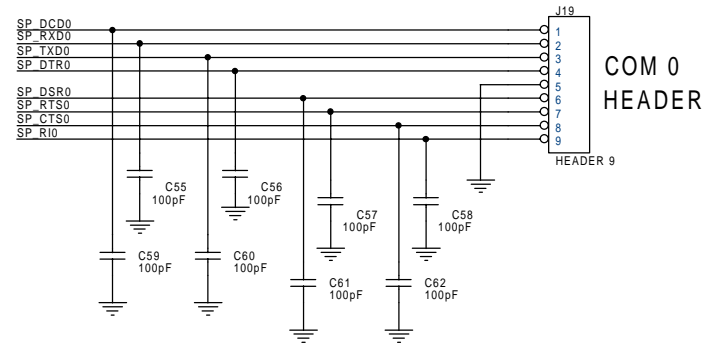 J19
SP_DCD0
SP_RXD0
SP_TXD0
SP_DTR0
SP_DSR0
SP_RTS0
SP_CTS0
SP_RI0
1
2
3
4
5
6
7
8
9
COM 0
HEADER
HEADER 9
C55
100pF
C56
100pF
C57
100pF
C58
100pF
C59
100pF
C60
100pF
C61
100pF
C62
100pF